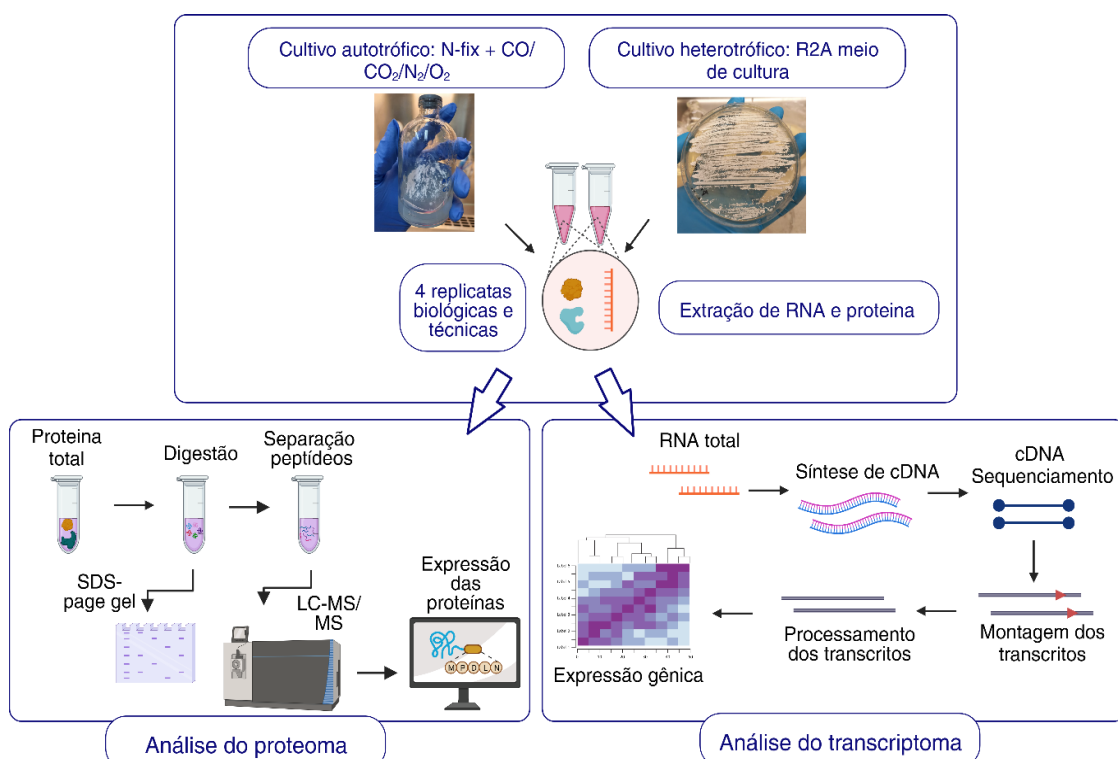 Cultivo autotrófico: N-fix + CO/
CO₂/N₂/O₂
Cultivo heterotrófico: R2A meio
de cultura
4 replicatas
biológicas e
técnicas
Extração de RNA e proteina
Proteina
total
Digestão
Separação
peptídeos
SDS-
page gel
LC-MS/
MS
Expressão
das
proteínas
M P D L N
Análise do proteoma
RNA total
Síntese de cDNA
cDNA
Sequenciamento
Montagem dos
transcritos
Processamento
dos transcritos
Expressão gênica
Análise do transcriptoma